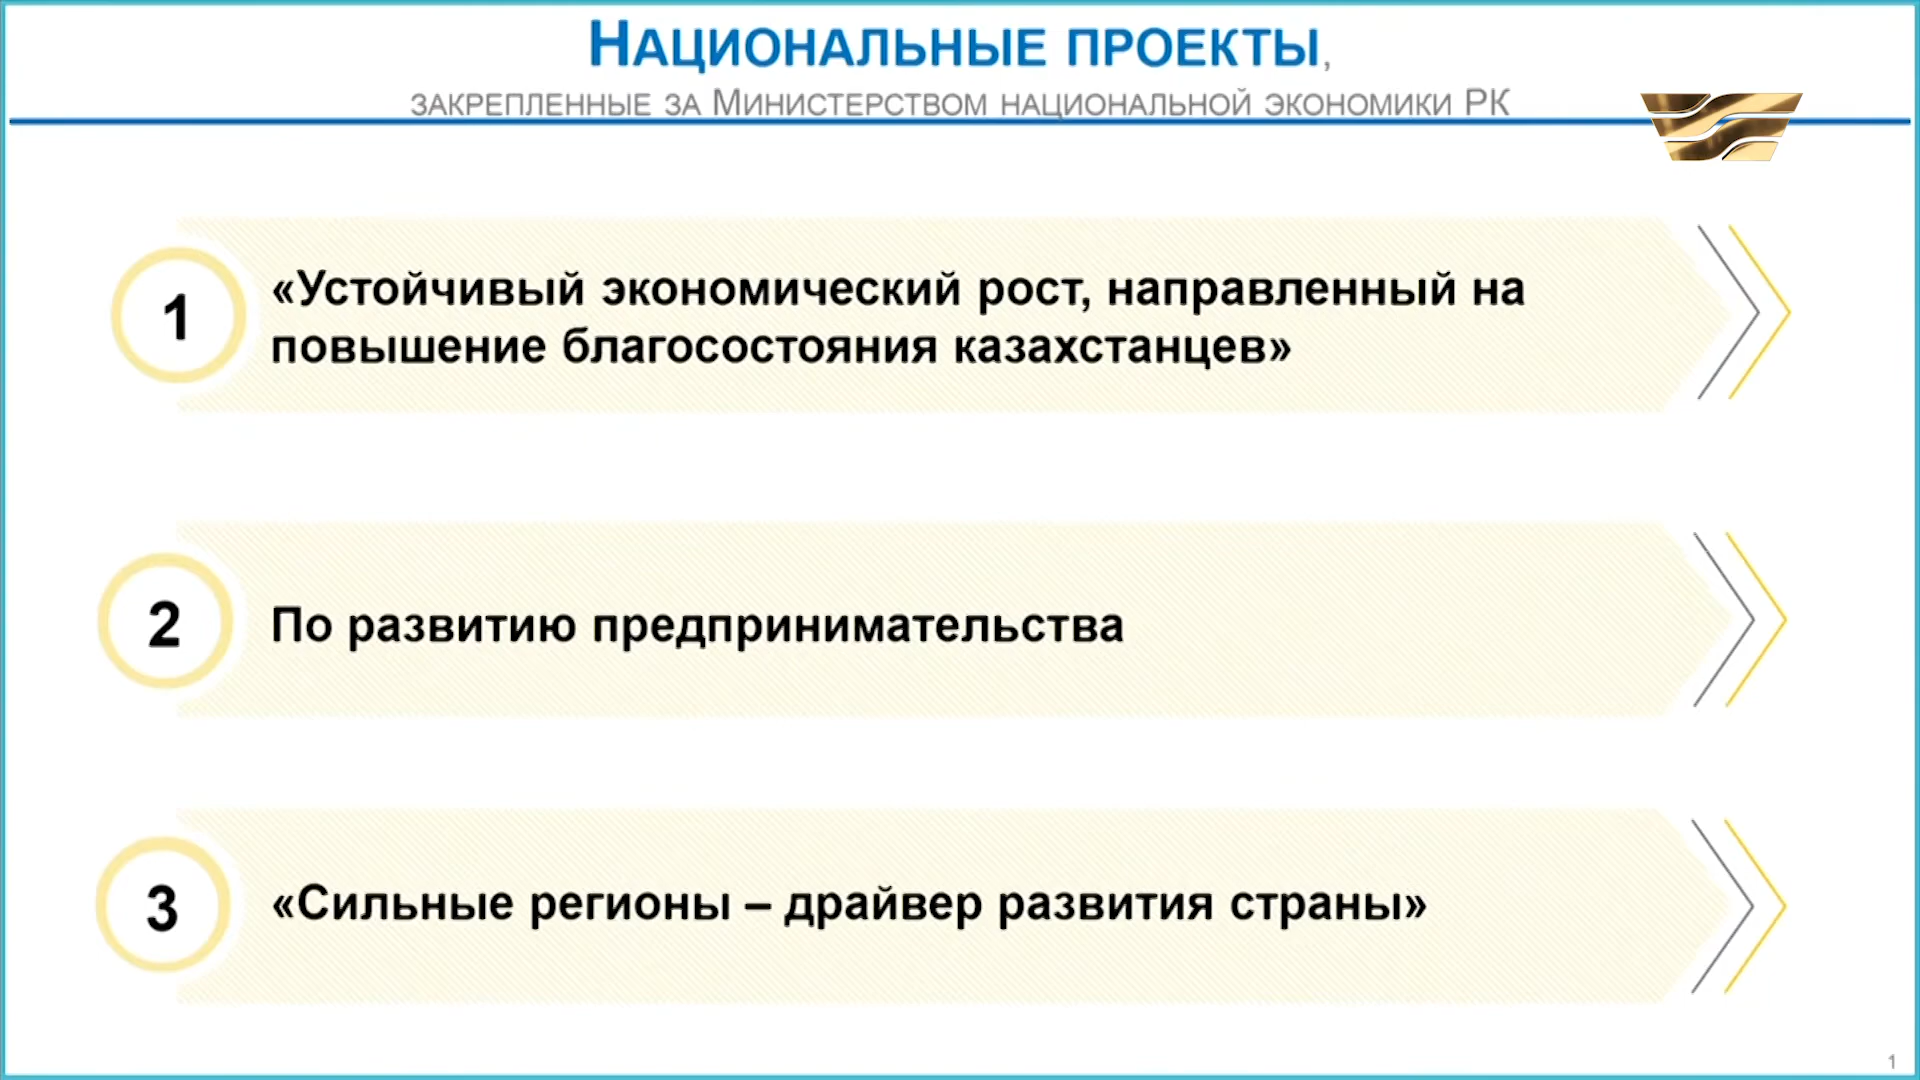 НАЦИОНАЛЬНЫЕ ПРОЕКТЫ,
ЗАКРЕПЛЕННЫЕ ЗА МИНИСТЕРСТВОМ НАЦИОНАЛЬНОЙ ЭКОНОМИКИ РК
1
«Устойчивый экономический рост, направленный на
повышение благосостояния казахстанцев»
2
По развитию предпринимательства
3
«Сильные регионы – драйвер развития страны»
1